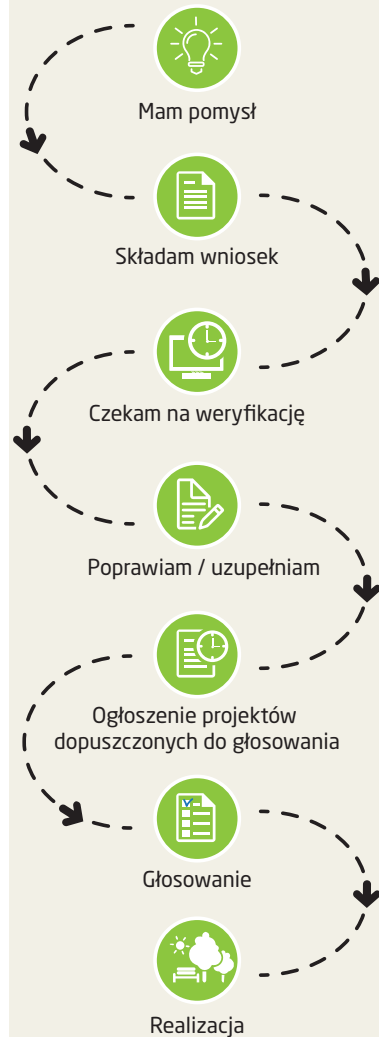 Mam pomysł
Składam wniosek
Czekam na weryfikację
Poprawiam / uzupełniam
Ogłoszenie projektów
dopuszczonych do głosowania
Głosowanie
Realizacja